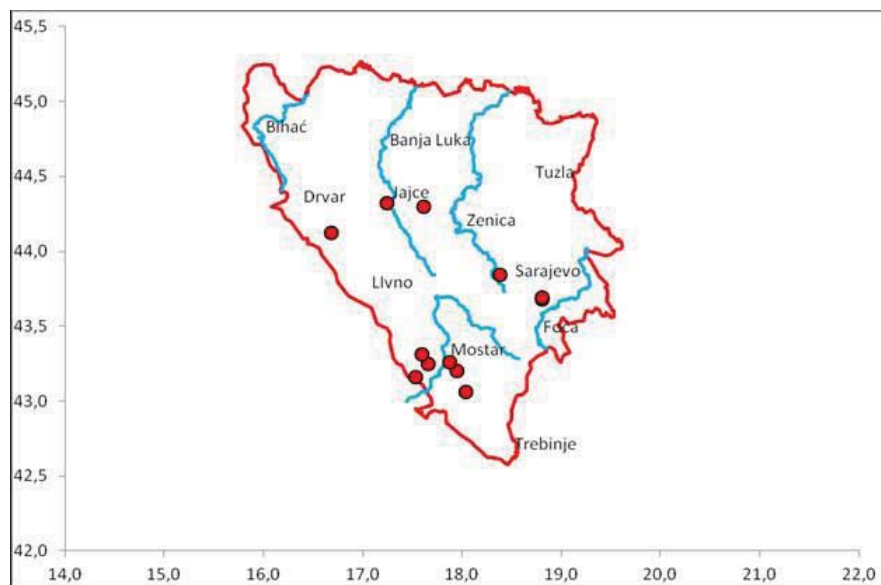 45,5
45,0
44,5
44,0
43,5
43,0
42,5
42,0
14,0 15,0 16,0 17,0 18,0 19,0 20,0 21,0 22,0
Bihać
Banja Luka
Tuzla
Drvar
Jajce
Zenica
Sarajevo
LIvno
Foča
Mostar
Trebinje